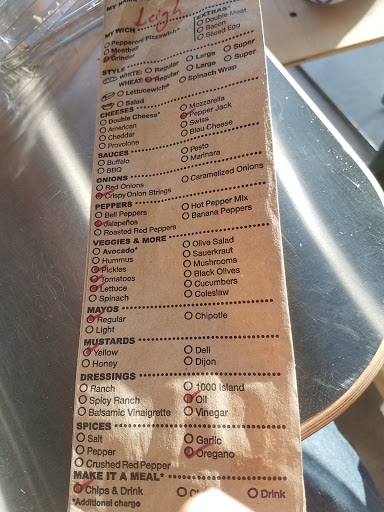 MY NAME
Leigh
MY WICH
Pepperoni Pizzawich*
Meatball
Grinder
EXTRAS*
Double Meat
Bacon
Sliced Egg
STYLE
WHITE: Regular Large Super
WHEAT: Regular Large Super
Lettucewich* Spinach Wrap
Salad
CHEESES
Double Cheese* Mozzarella
American Pepper Jack
Cheddar Swiss
Provolone Blau Cheese
SAUCES
Buffalo Pesto
BBQ Marinara
ONIONS
Red Onions Caramelized Onions
Crispy Onion Strings
PEPPERS
Bell Peppers Hot Pepper Mix
Jalapeños Banana Peppers
Roasted Red Peppers
VEGGIES & MORE
Avocado* Olive Salad
Hummus Sauerkraut
Pickles Mushrooms
Tomatoes Black Olives
Lettuce Cucumbers
Spinach Coleslaw
MAYOS
Regular Chipotle
Light
MUSTARDS
Yellow Deli
Honey Dijon
DRESSINGS
Ranch 1000 Island
Spicy Ranch Oil
Balsamic Vinaigrette Vinegar
SPICES
Salt Garlic
Pepper Oregano
Crushed Red Pepper
MAKE IT A MEAL*
Chips & Drink Drink
*Additional charge